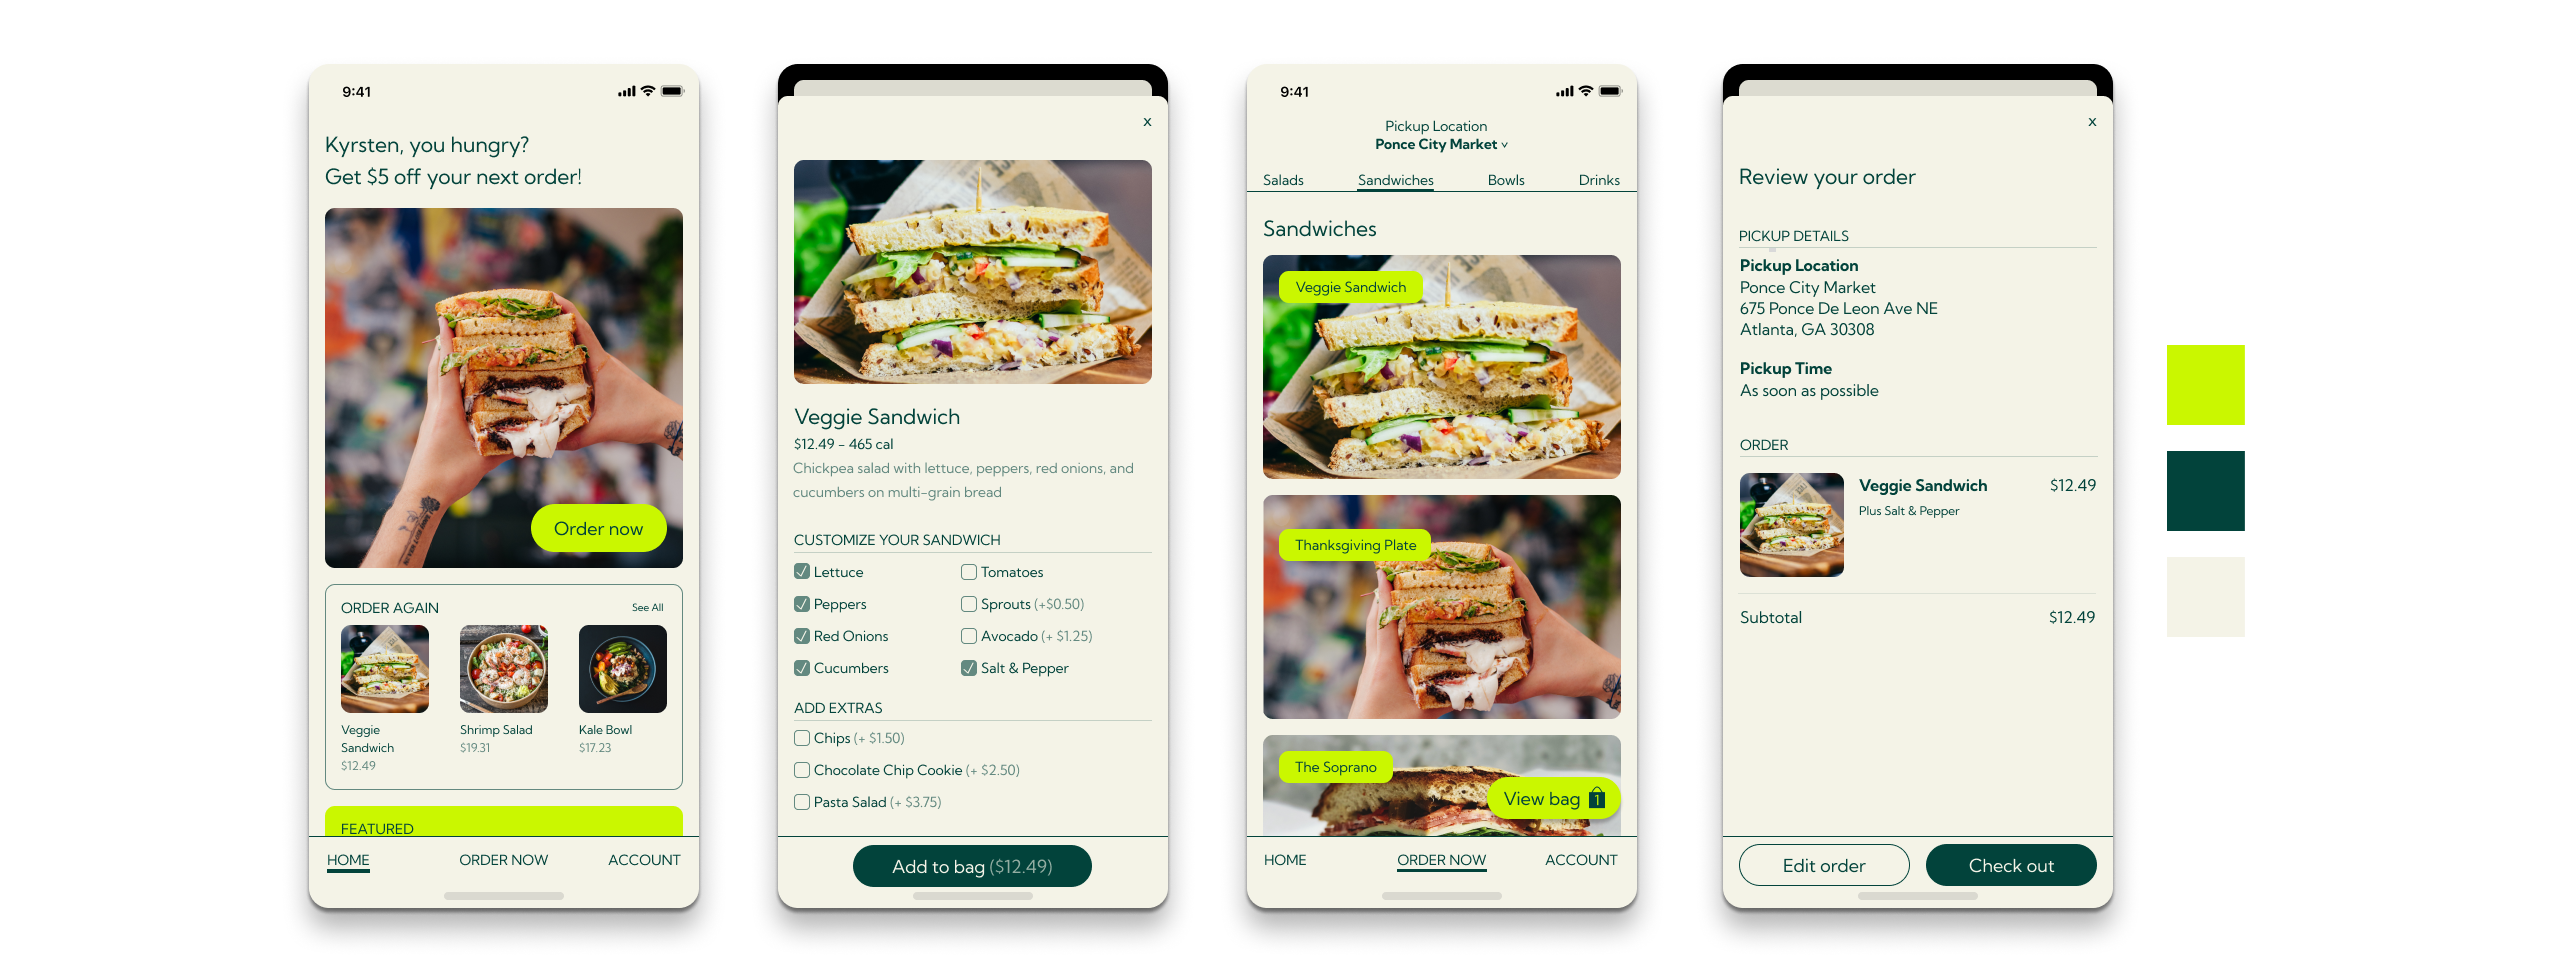 9:41
Kyrsten, you hungry?
Get $5 off your next order!
Order now
ORDER AGAIN
See All
Veggie
Sandwich
$12.49
Shrimp Salad
$19.31
Kale Bowl
$17.23
FEATURED
HOME
ORDER NOW
ACCOUNT
x
Veggie Sandwich
$12.49 - 465 cal
Chickpea salad with lettuce, peppers, red onions, and
cucumbers on multi-grain bread
CUSTOMIZE YOUR SANDWICH
Lettuce
Tomatoes
Peppers
Sprouts (+$0.50)
Red Onions
Avocado (+ $1.25)
Cucumbers
Salt & Pepper
ADD EXTRAS
Chips (+ $1.50)
Chocolate Chip Cookie (+ $2.50)
Pasta Salad (+ $3.75)
Add to bag ($12.49)
9:41
Pickup Location
Ponce City Market v
Salads
Sandwiches
Bowls
Drinks
Sandwiches
Veggie Sandwich
Thanksgiving Plate
The Soprano
View bag 1
HOME
ORDER NOW
ACCOUNT
x
Review your order
PICKUP DETAILS
Pickup Location
Ponce City Market
675 Ponce De Leon Ave NE
Atlanta, GA 30308
Pickup Time
As soon as possible
ORDER
Veggie Sandwich
$12.49
Plus Salt & Pepper
Subtotal
$12.49
Edit order
Check out